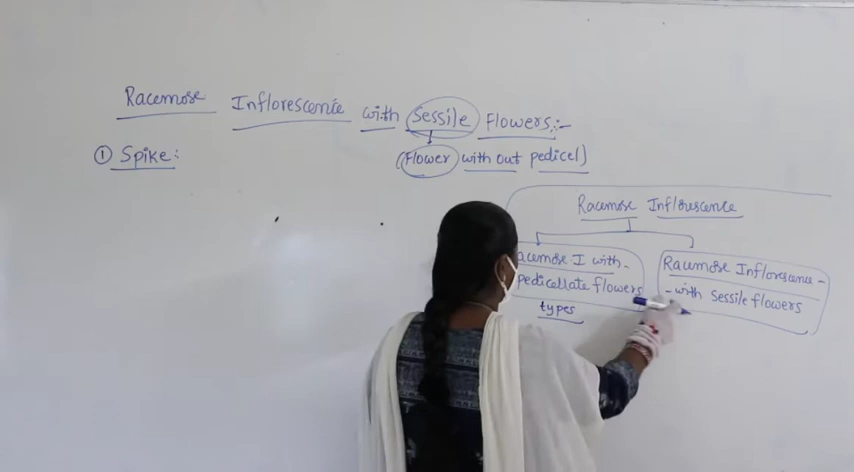 Racemose Inflorescence with Sessile Flowers:-
(Flower with out pedicel)
① Spike:
Racemose Inflorescence
acemose I with-
pedicellate flowers
types
Racemose Inflorescence-
-with Sessile flowers